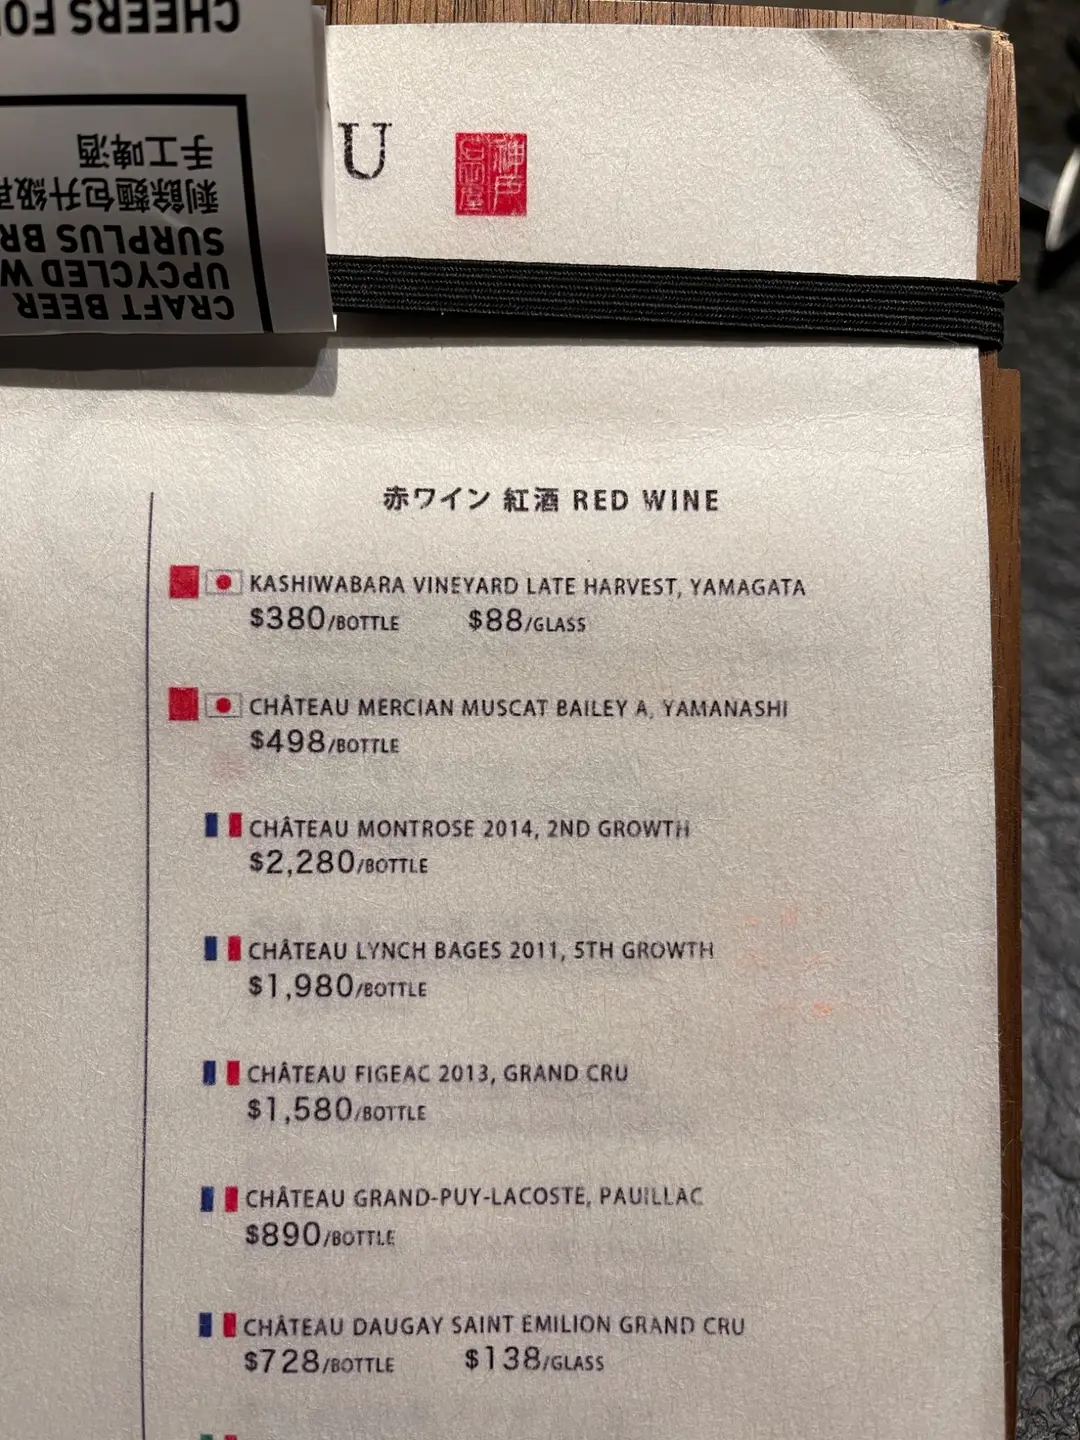 CHEERS FO
手工啤酒
剩餘麵包升級再
SURPLUS BR
UPCYCLED W
CRAFT BEER
U
神戸
赤ワイン 紅酒 RED WINE
KASHIWABARA VINEYARD LATE HARVEST, YAMAGATA
$380/BOTTLE $88/GLASS
CHÂTEAU MERCIAN MUSCAT BAILEY A, YAMANASHI
$498/BOTTLE
CHÂTEAU MONTROSE 2014, 2ND GROWTH
$2,280/BOTTLE
CHÂTEAU LYNCH BAGES 2011, 5TH GROWTH
$1,980/BOTTLE
CHÂTEAU FIGEAC 2013, GRAND CRU
$1,580/BOTTLE
CHÂTEAU GRAND-PUY-LACOSTE, PAUILLAC
$890/BOTTLE
CHÂTEAU DAUGAY SAINT EMILION GRAND CRU
$728/BOTTLE $138/GLASS